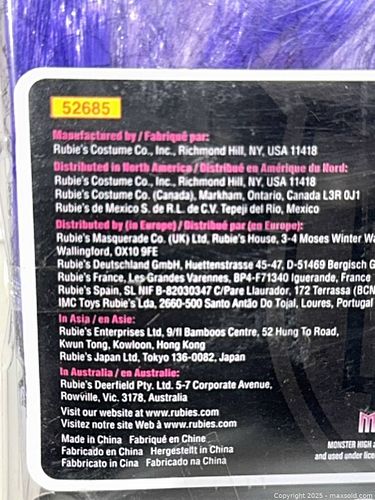 52685
Manufactured by / Fabriqué par:
Rubie's Costume Co., Inc., Richmond Hill, NY, USA 11418
Distributed in North America / Distribué en Amérique du Nord:
Rubie's Costume Co., Inc., Richmond Hill, NY, USA 11418
Rubie's Costume Co. (Canada), Markham, Ontario, Canada L3R 0J1
Rubie's de Mexico S. de R.L. de C.V. Tepeji del Rio, Mexico
Distributed by (in Europe) / Distribué par (en Europe):
Rubie's Masquerade Co. (UK) Ltd, Rubie's House, 3-4 Moses Winter
Wallingford, OX10 9FE
Rubie's Deutschland GmbH, Huettenstrasse 45-47, D-51469 Bergisch
Rubie's France, Les Grandes Varennes, BP4-F71340 Iguerande, France
Rubie's Spain, SL NIF B-82030347 C/Pare Llaurador, 172 Terrassa (BCN
IMC Toys Rubie's Lda, 2660-500 Santo Antão Do Tojal, Loures, Portugal
In Asia / en Asie:
Rubie's Enterprises Ltd, 9/fl Bamboos Centre, 52 Hung To Road,
Kwun Tong, Kowloon, Hong Kong
Rubie's Japan Ltd, Tokyo 136-0082, Japan
In Australia / en Australie:
Rubie's Deerfield Pty. Ltd. 5-7 Corporate Avenue,
Rowville, Vic. 3178, Australia
Visit our website at www.rubies.com
Visitez notre site Web à www.rubies.com
Made in China Fabriqué en Chine
Fabricado en China Hergestellt in China
Fabbricato in Cina Fabricado na China
MONSTER HIGH
and used under
Copyright 2025 - maxsold.com